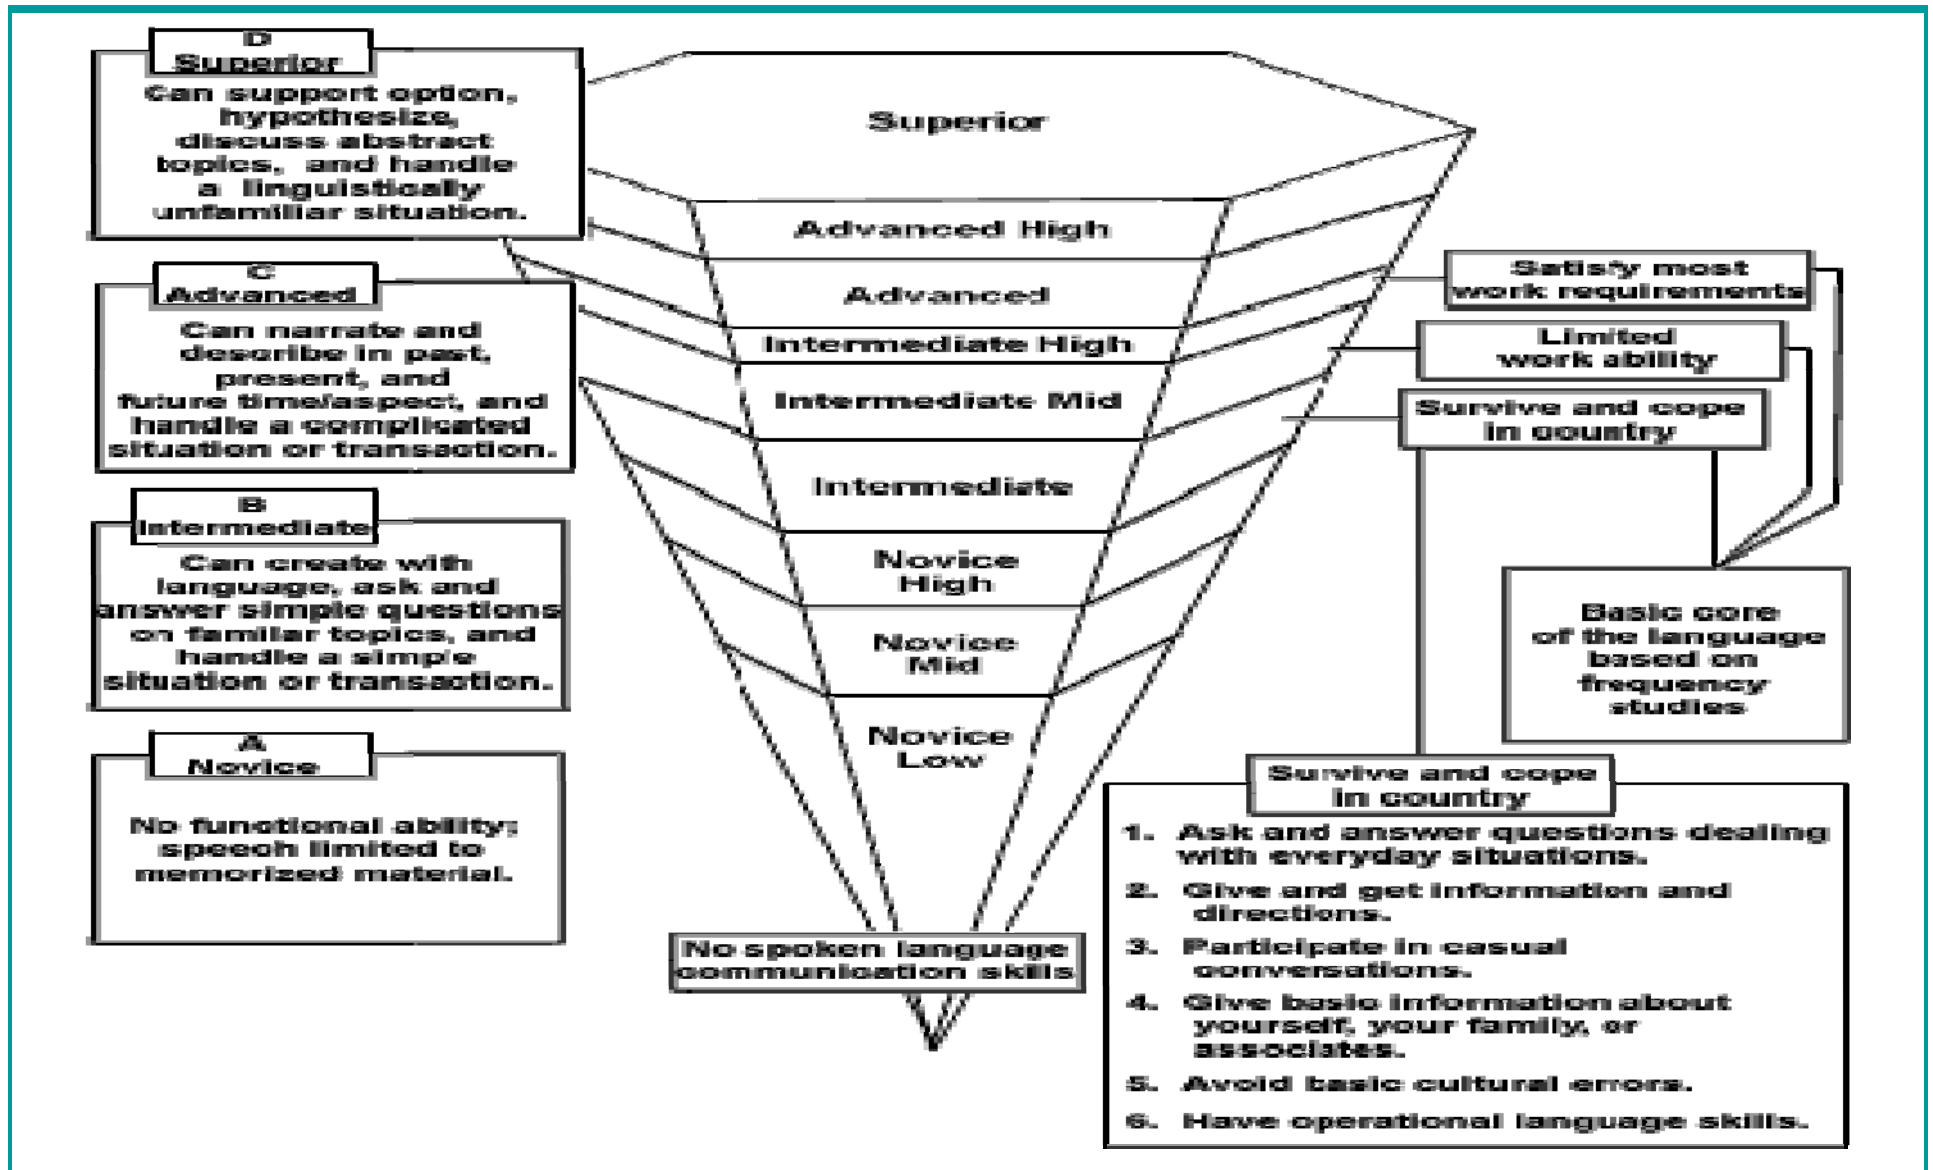 D
Superior
Can support option,
hypothesize,
discuss abstract
topics, and handle
a linguistically
unfamiliar situation.
C
Advanced
Can narrate and
describe in past,
present, and
future time/aspect, and
handle a complicated
situation or transaction.
B
Intermediate
Can create with
language, ask and
answer simple questions
on familar topics, and
handle a simple
situation or transaction.
A
Novice
No functional ability;
speech limited to
memorized material.
Superior
Advanced High
Advanced
Intermediate High
Intermediate Mid
Intermediate
Novice
High
Novice
Mid
Novice
Low
No spoken language
communication skills
Satisfy most
work requirements
Limited
work ability
Survive and cope
in country
Basic core
of the language
based on
frequency
studies
Survive and cope
in country
1. Ask and answer questions dealing
with everyday situations.
2. Give and get information and
directions.
3. Participate in casual
conversations.
4. Give basic information about
yourself, your family, or
associates.
5. Avoid basic cultural errors.
6. Have operational language skills.